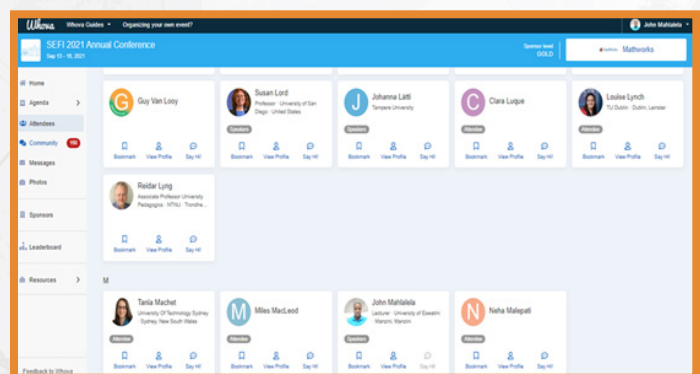 Whova Whova Guides Organizing your own event? John Mahlalela
SEFI 2021 Annual Conference
Sep 13 - 16, 2021
Sponsor level
GOLD
Mathworks
Home
Agenda
Attendees
Community
Messages
Photos
Sponsors
Leaderboard
Resources
Feedback to Whova
G Guy Van Looy
Bookmark View Profile Say Hi!
Susan Lord
Professor · University of San
Diego · United States
Speakers
Bookmark View Profile Say Hi!
J Johanna Lätti
Tampere University
Speakers
Bookmark View Profile Say Hi!
C Clara Luque
Attendee
Bookmark View Profile Say Hi!
Louise Lynch
TU Dublin · Dublin, Leinster
Attendee
Bookmark View Profile Say Hi!
Reidar Lyng
Associate Professor University
Pedagogics · NTNU · Trondhe...
Bookmark View Profile Say Hi!
M
Tania Machet
University Of Technology Sydney
· Sydney, New South Wales
Attendee
Bookmark View Profile Say Hi!
M Miles MacLeod
Attendee
Bookmark View Profile Say Hi!
John Mahlalela
Lecturer · University of Eswatini
· Manzini, Manzini
Speakers
Bookmark View Profile Say Hi!
N Neha Malepati
Attendee
Bookmark View Profile Say Hi!